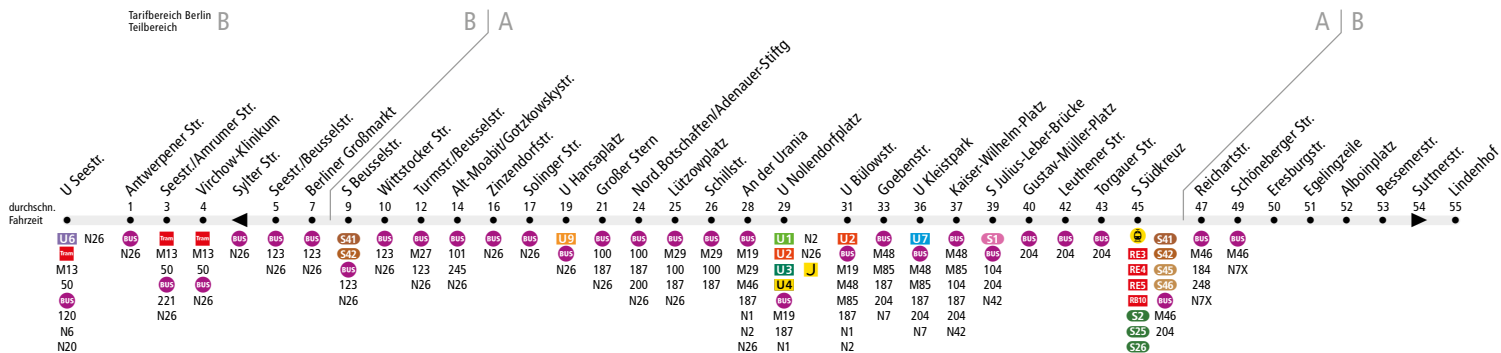 Tarifbereich Berlin
Teilbereich
B
B A
A B
U Seestr.
Antwerpener Str.
Seestr./Amrumer Str.
Virchow-Klinikum
Sylter Str.
Seestr./Beusselstr.
Berliner Großmarkt
S Beusselstr.
Wittstocker Str.
Turmstr./Beusselstr.
Alt-Moabit/Gotzkowskystr.
Zinzendorfstr.
Solinger Str.
U Hansaplatz
Großer Stern
Nord.Botschaften/Adenauer-Stiftg
Lützowplatz
Schillstr.
An der Urania
U Nollendorfplatz
U Bülowstr.
Goebenstr.
U Kleistpark
Kaiser-Wilhelm-Platz
S Julius-Leber-Brücke
Gustav-Müller-Platz
Leuthener Str.
Torgauer Str.
S Südkreuz
Reichartstr.
Schöneberger Str.
Eresburgstr.
Egelingzeile
Alboinplatz
Bessemerstr.
Suttnerstr.
Lindenhof
durchschn. 1 3 4 5 7 9 10 12 14 16 17 19 21 24 25 26 28 29 31 33 36 37 39 40 42 43 45 47 49 50 51 52 53 54 55
Fahrzeit
U6 N26
Tram
M13
50
BUS
120
N6
N20
BUS
N26
Tram
M13
50
BUS
221
N26
Tram
M13
50
BUS
N26
BUS
N26
BUS
123
N26
BUS
123
N26
S41
S42
BUS
123
N26
BUS
123
N26
BUS
M27
123
N26
BUS
101
245
N26
BUS
N26
BUS
N26
U9
BUS
N26
BUS
100
187
N26
BUS
100
187
200
N26
BUS
M29
100
187
N26
BUS
M29
100
187
BUS
M19
M29
M46
187
N1
N2
N26
U1 N2
U2 N26
U3 J
U4
BUS
M19
187
N1
U2
BUS
M19
M48
M85
187
N1
N2
BUS
M48
M85
187
204
N7
U7
BUS
M48
M85
187
204
N7
BUS
M48
M85
104
187
204
N42
S1
BUS
104
204
N42
BUS
204
BUS
204
BUS
204
S41
RE3 S42
RE4 S45
RE5 S46
RB10 BUS
S2 M46
S25 204
S26
BUS
M46
184
248
N7X
BUS
M46
N7X